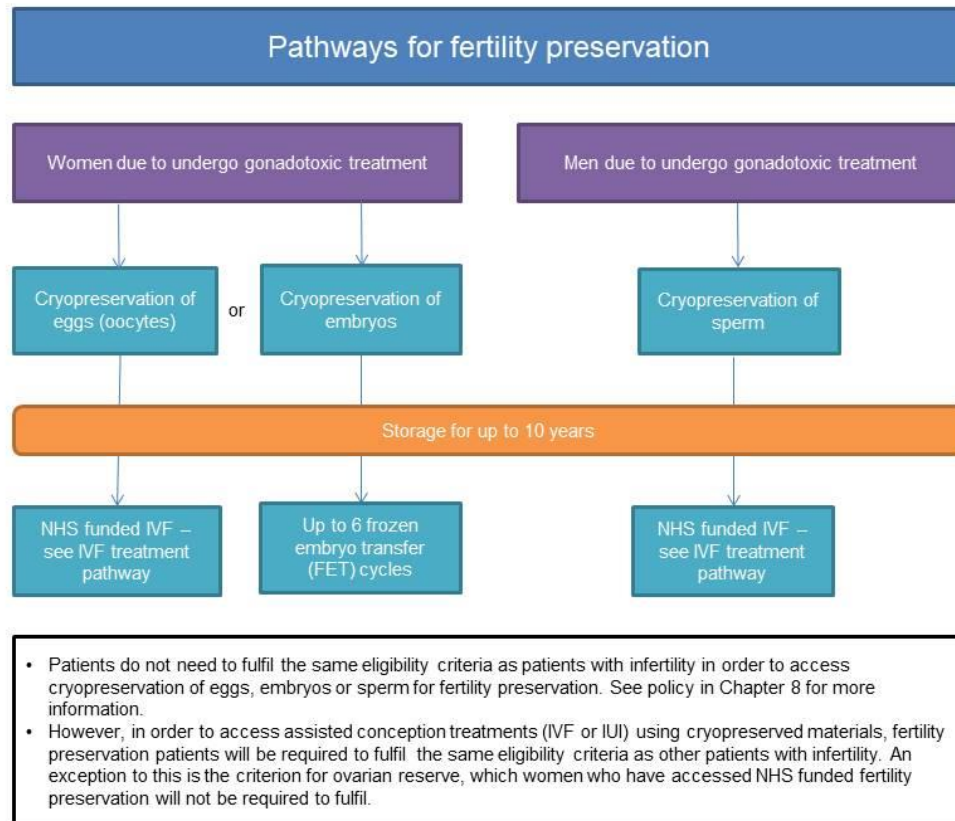 Pathways for fertility preservation
Women due to undergo gonadotoxic treatment
Men due to undergo gonadotoxic treatment
Cryopreservation of
eggs (oocytes)
or
Cryopreservation of
embryos
Cryopreservation of
sperm
Storage for up to 10 years
NHS funded IVF –
see IVF treatment
pathway
Up to 6 frozen
embryo transfer
(FET) cycles
NHS funded IVF –
see IVF treatment
pathway
• Patients do not need to fulfil the same eligibility criteria as patients with infertility in order to access
cryopreservation of eggs, embryos or sperm for fertility preservation. See policy in Chapter 8 for more
information.
• However, in order to access assisted conception treatments (IVF or IUI) using cryopreserved materials, fertility
preservation patients will be required to fulfil the same eligibility criteria as other patients with infertility. An
exception to this is the criterion for ovarian reserve, which women who have accessed NHS funded fertility
preservation will not be required to fulfil.